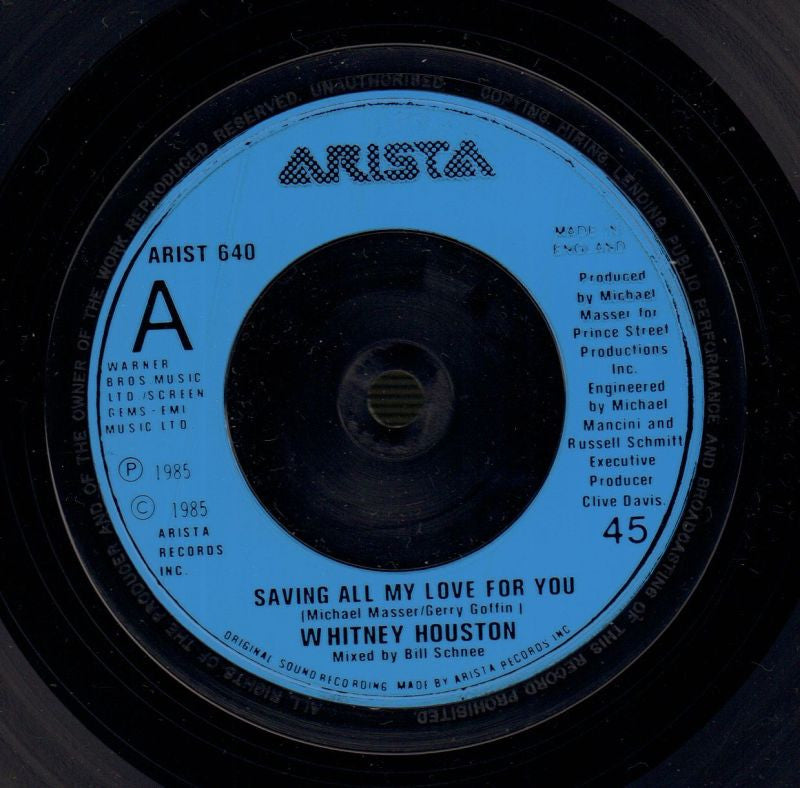 ARISTA
ARIST 640
A
MADE IN
ENGLAND
WARNER
BROS. MUSIC
LTD./SCREEN
GEMS-EMI
MUSIC LTD.
Ⓟ 1985
© 1985
ARISTA
RECORDS
INC.
Produced
by Michael
Masser for
Prince Street
Productions
Inc.
Engineered
by Michael
Mancini and
Russell Schmitt
Executive
Producer
Clive Davis.
45
SAVING ALL MY LOVE FOR YOU
(Michael Masser/Gerry Goffin)
WHITNEY HOUSTON
Mixed by Bill Schnee
ORIGINAL SOUND RECORDING MADE BY ARISTA RECORDS INC
ALL RIGHTS OF THE PRODUCER AND OF THE OWNER OF THE WORK REPRODUCED RESERVED. UNAUTHORISED COPYING, HIRING, LENDING, PUBLIC PERFORMANCE AND BROADCASTING OF THIS RECORD PROHIBITED.